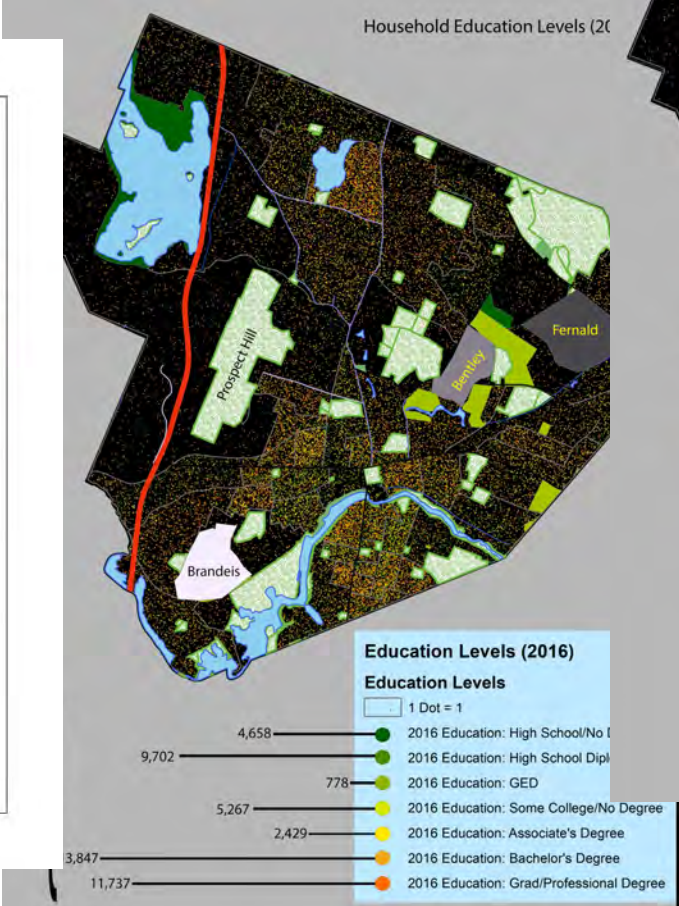 Household Education Levels (20
Prospect Hill
Bentley
Fernald
Brandeis
Education Levels (2016)
Education Levels
1 Dot = 1
4,658 2016 Education: High School/No D
9,702 2016 Education: High School Dipl
778 2016 Education: GED
5,267 2016 Education: Some College/No Degree
2,429 2016 Education: Associate's Degree
3,847 2016 Education: Bachelor's Degree
11,737 2016 Education: Grad/Professional Degree